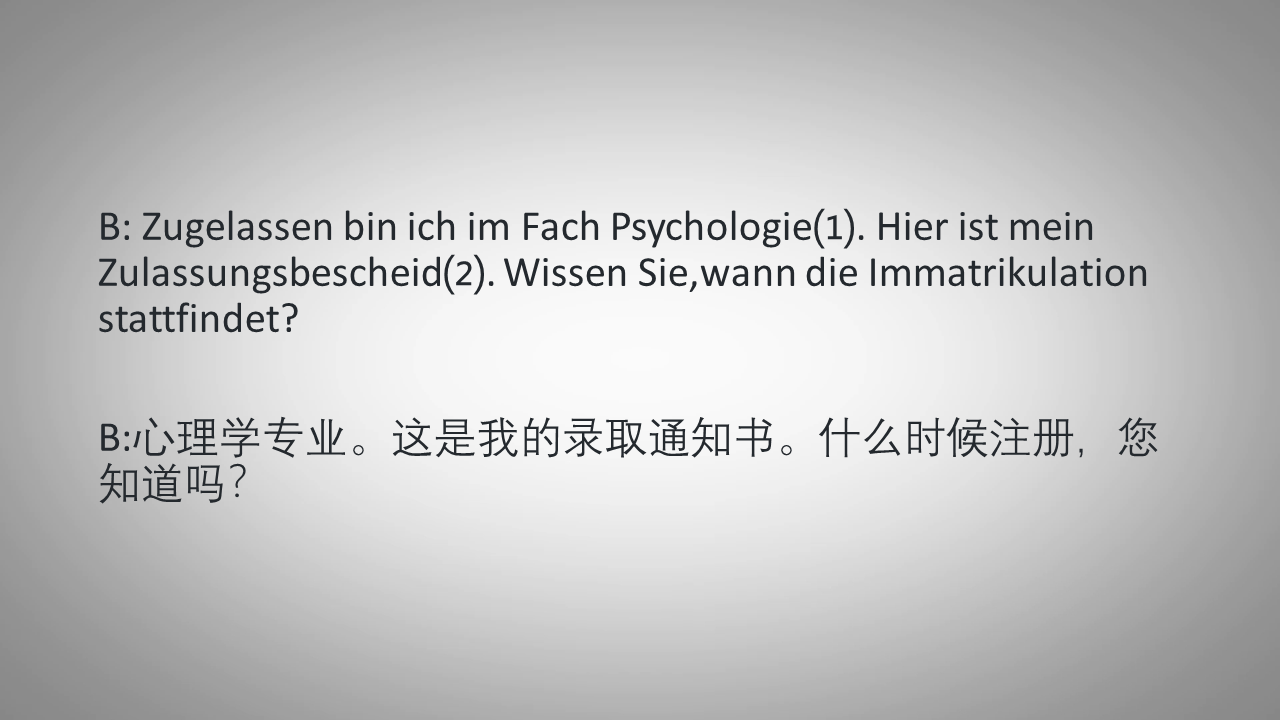 B: Zugelassen bin ich im Fach Psychologie(1). Hier ist mein
Zulassungsbescheid(2). Wissen Sie,wann die Immatrikulation
stattfindet?
B:心理学专业。这是我的录取通知书。什么时候注册，您
知道吗？